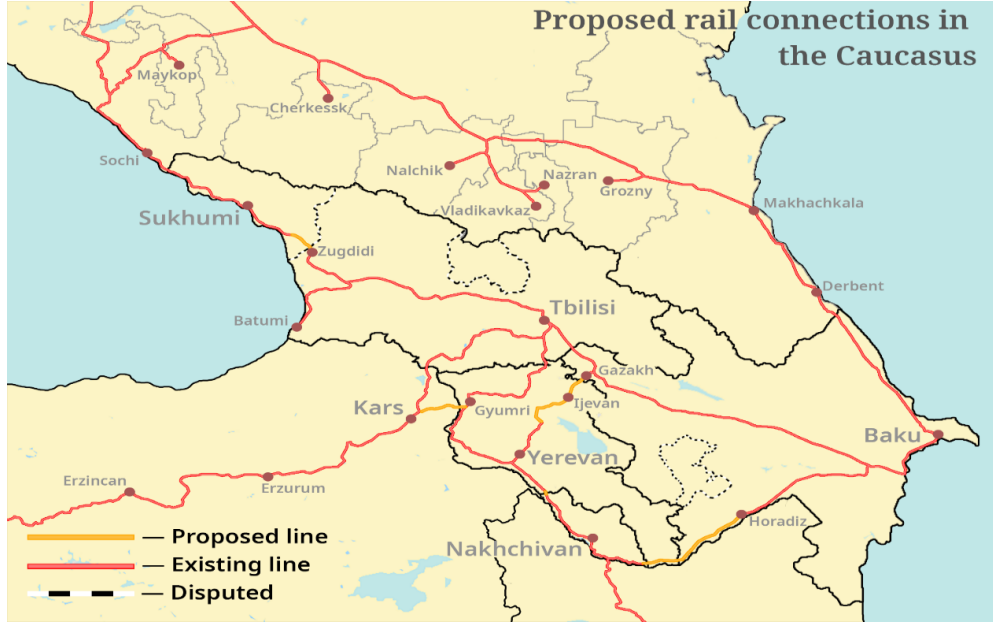 Proposed rail connections in
the Caucasus
Maykop
Cherkessk
Sochi
Nalchik
Nazran
Grozny
Vladikavkaz
Makhachkala
Sukhumi
Zugdidi
Derbent
Batumi
Tbilisi
Gazakh
Kars
Gyumri
Ijevan
Baku
Yerevan
Erzincan
Erzurum
Horadiz
Nakhchivan
— Proposed line
— Existing line
— Disputed